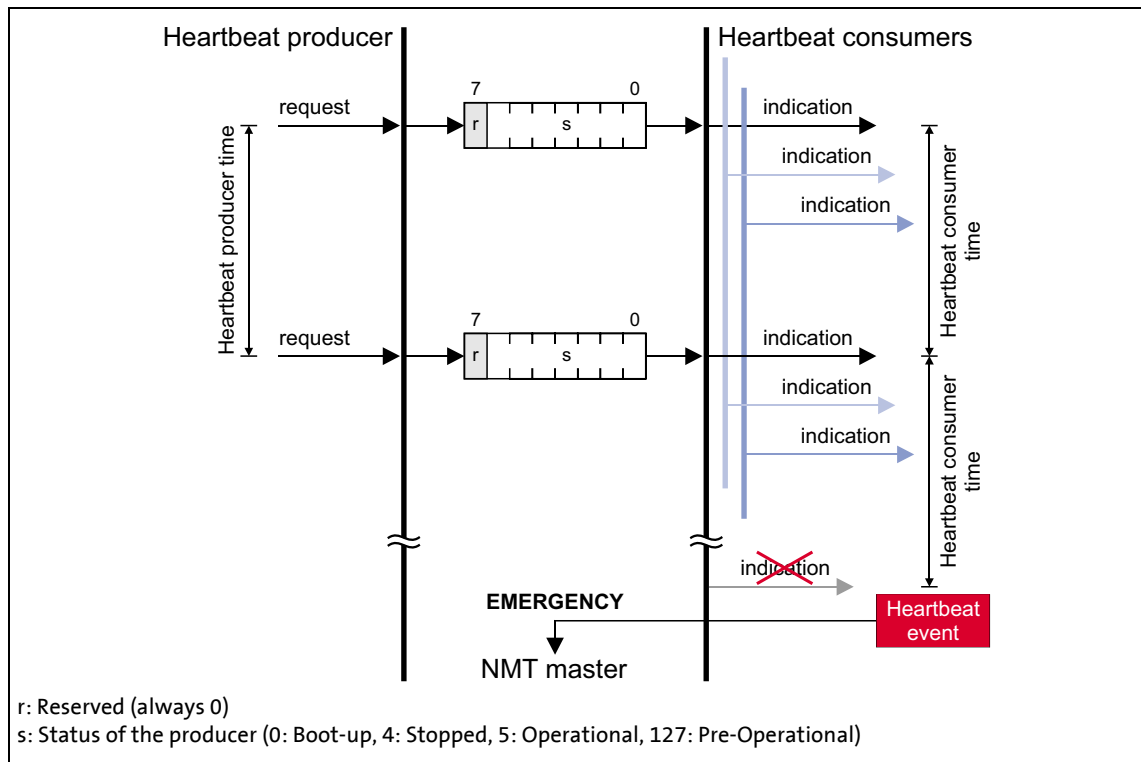 Heartbeat producer
Heartbeat consumers
7
0
request
r
s
indication
indication
indication
Heartbeat producer time
Heartbeat consumer
time
7
0
request
r
s
indication
indication
indication
Heartbeat consumer
time
indication
EMERGENCY
Heartbeat
event
NMT master
r: Reserved (always 0)
s: Status of the producer (0: Boot-up, 4: Stopped, 5: Operational, 127: Pre-Operational)